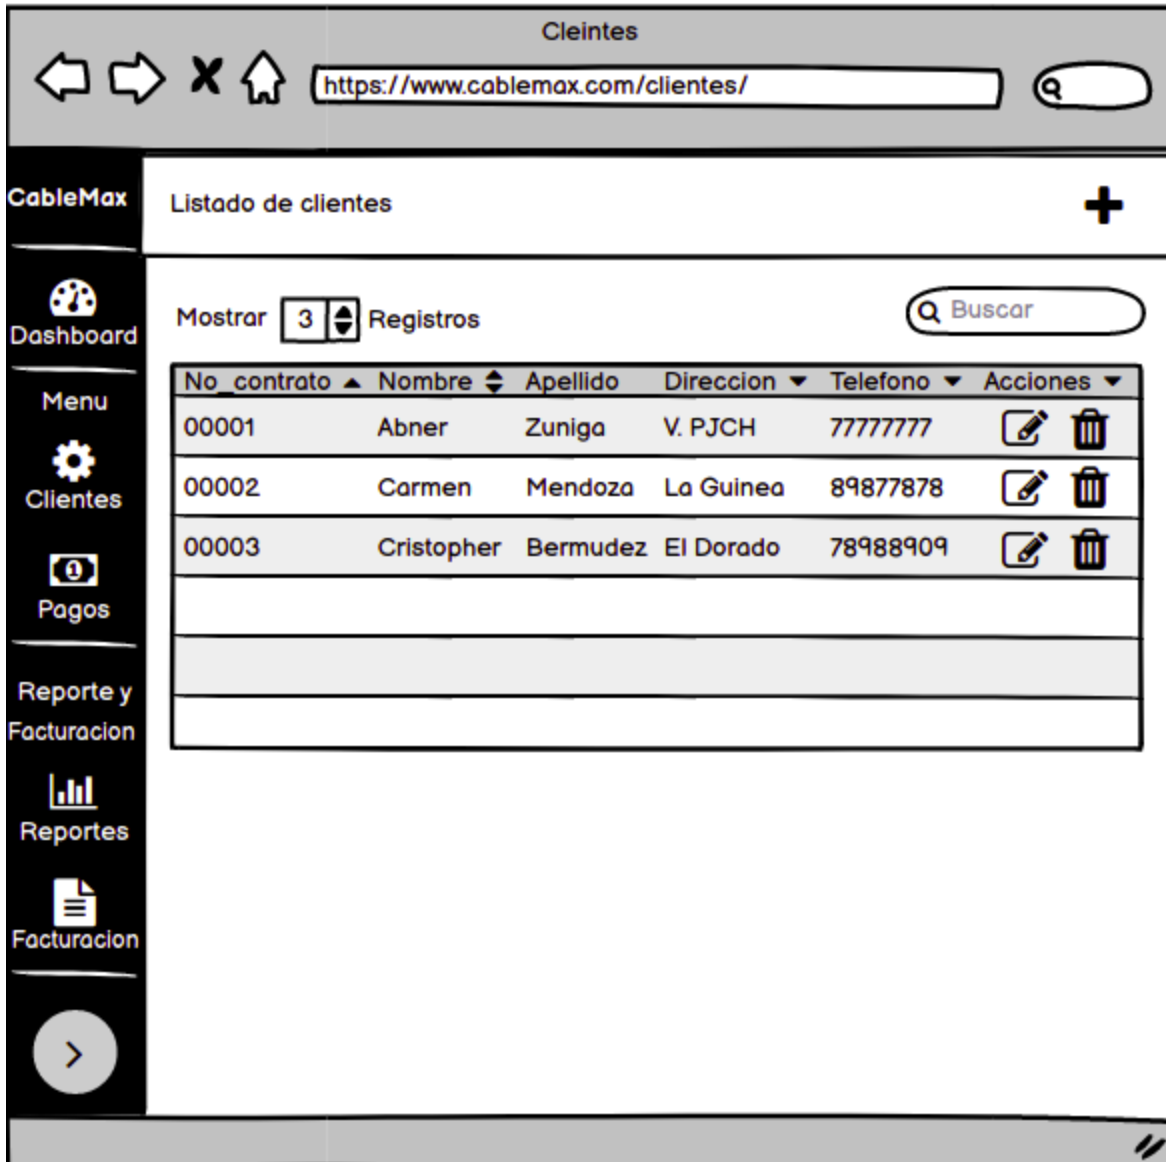 Cleintes
https://www.cablemax.com/clientes/
CableMax
Listado de clientes
Dashboard
Menu
Clientes
Pagos
Reporte y
Facturacion
Reportes
Facturacion
Mostrar 3 Registros
Buscar
No_contrato Nombre Apellido Direccion Telefono Acciones
00001 Abner Zuniga V. PJCH 77777777
00002 Carmen Mendoza La Guinea 89877878
00003 Cristopher Bermudez El Dorado 78988909